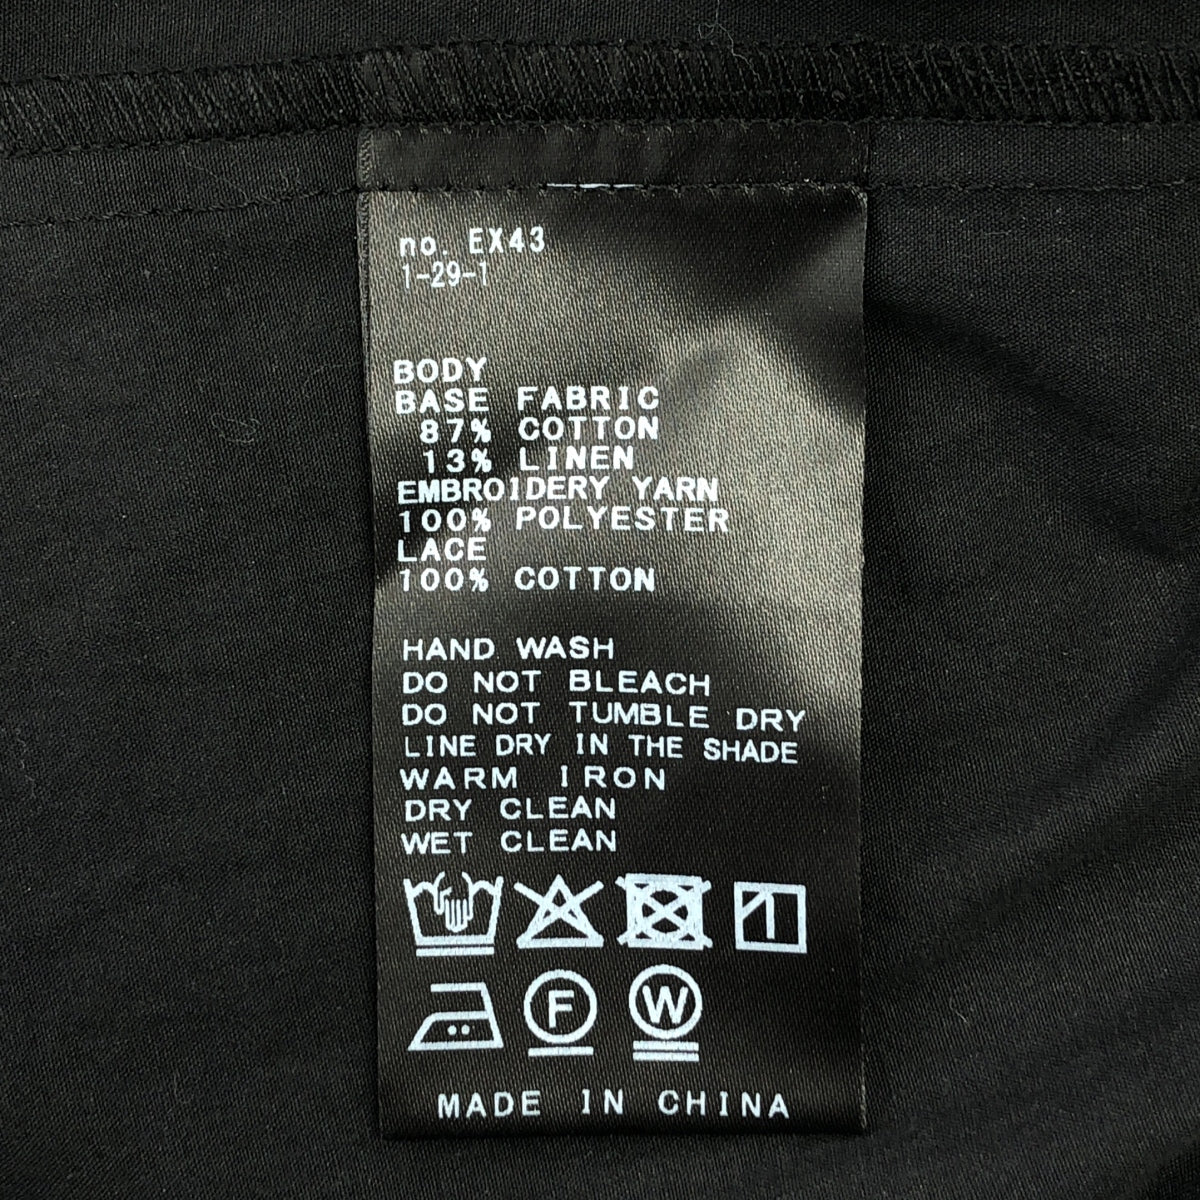 no. EX43
1-29-1
BODY
BASE FABRIC
87% COTTON
13% LINEN
EMBROIDERY YARN
100% POLYESTER
LACE
100% COTTON
HAND WASH
DO NOT BLEACH
DO NOT TUMBLE DRY
LINE DRY IN THE SHADE
WARM IRON
DRY CLEAN
WET CLEAN
F W
MADE IN CHINA